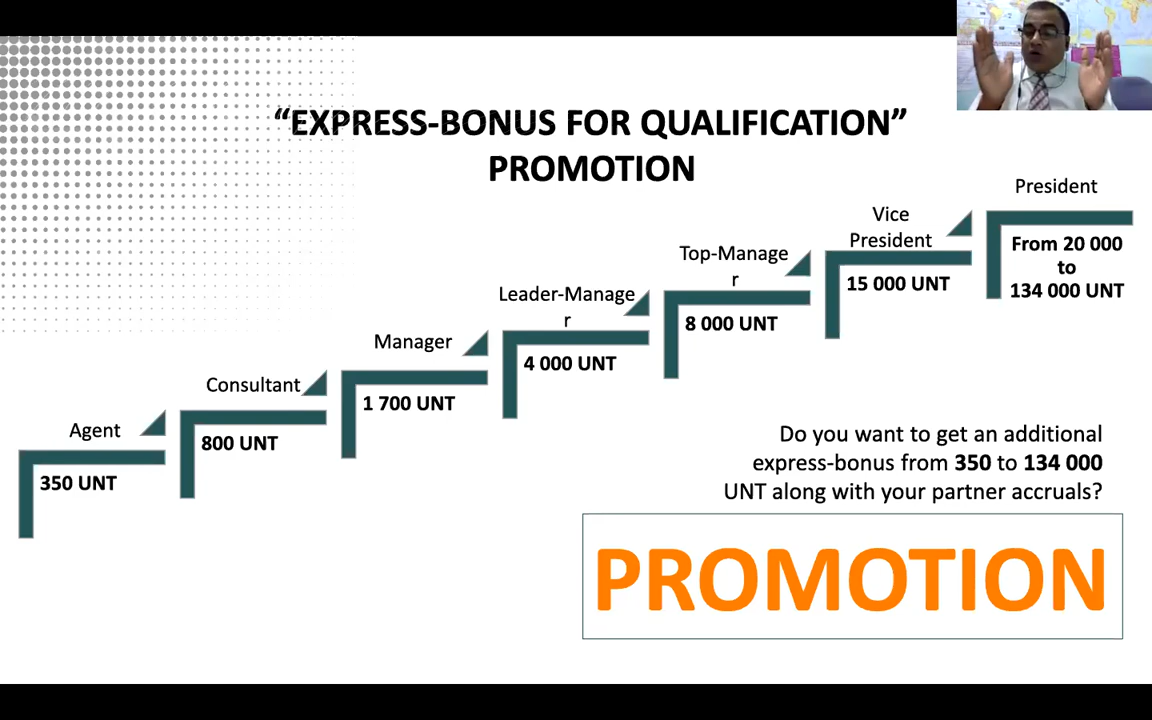 “EXPRESS-BONUS FOR QUALIFICATION”
PROMOTION
President
From 20 000
to
134 000 UNT
Vice
President
15 000 UNT
Top-Manage
r
8 000 UNT
Leader-Manage
r
4 000 UNT
Manager
1 700 UNT
Consultant
800 UNT
Agent
350 UNT
Do you want to get an additional
express-bonus from 350 to 134 000
UNT along with your partner accruals?
PROMOTION